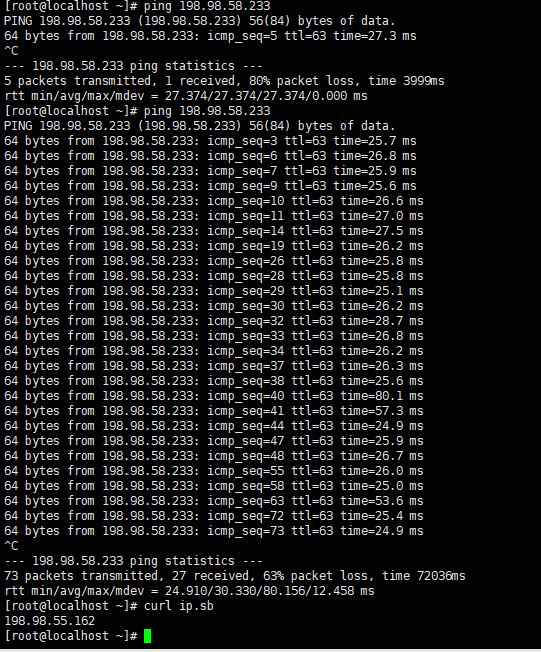 [root@localhost ~]# ping 198.98.58.233
PING 198.98.58.233 (198.98.58.233) 56(84) bytes of data.
64 bytes from 198.98.58.233: icmp_seq=5 ttl=63 time=27.3 ms
^C
--- 198.98.58.233 ping statistics ---
5 packets transmitted, 1 received, 80% packet loss, time 3999ms
rtt min/avg/max/mdev = 27.374/27.374/27.374/0.000 ms
[root@localhost ~]# ping 198.98.58.233
PING 198.98.58.233 (198.98.58.233) 56(84) bytes of data.
64 bytes from 198.98.58.233: icmp_seq=3 ttl=63 time=25.7 ms
64 bytes from 198.98.58.233: icmp_seq=6 ttl=63 time=26.8 ms
64 bytes from 198.98.58.233: icmp_seq=7 ttl=63 time=25.9 ms
64 bytes from 198.98.58.233: icmp_seq=9 ttl=63 time=25.6 ms
64 bytes from 198.98.58.233: icmp_seq=10 ttl=63 time=26.6 ms
64 bytes from 198.98.58.233: icmp_seq=11 ttl=63 time=27.0 ms
64 bytes from 198.98.58.233: icmp_seq=14 ttl=63 time=27.5 ms
64 bytes from 198.98.58.233: icmp_seq=19 ttl=63 time=26.2 ms
64 bytes from 198.98.58.233: icmp_seq=26 ttl=63 time=25.8 ms
64 bytes from 198.98.58.233: icmp_seq=28 ttl=63 time=25.8 ms
64 bytes from 198.98.58.233: icmp_seq=29 ttl=63 time=25.1 ms
64 bytes from 198.98.58.233: icmp_seq=30 ttl=63 time=26.2 ms
64 bytes from 198.98.58.233: icmp_seq=32 ttl=63 time=28.7 ms
64 bytes from 198.98.58.233: icmp_seq=33 ttl=63 time=26.8 ms
64 bytes from 198.98.58.233: icmp_seq=34 ttl=63 time=26.2 ms
64 bytes from 198.98.58.233: icmp_seq=37 ttl=63 time=26.3 ms
64 bytes from 198.98.58.233: icmp_seq=38 ttl=63 time=25.6 ms
64 bytes from 198.98.58.233: icmp_seq=40 ttl=63 time=80.1 ms
64 bytes from 198.98.58.233: icmp_seq=41 ttl=63 time=57.3 ms
64 bytes from 198.98.58.233: icmp_seq=44 ttl=63 time=24.9 ms
64 bytes from 198.98.58.233: icmp_seq=47 ttl=63 time=25.9 ms
64 bytes from 198.98.58.233: icmp_seq=48 ttl=63 time=26.7 ms
64 bytes from 198.98.58.233: icmp_seq=55 ttl=63 time=26.0 ms
64 bytes from 198.98.58.233: icmp_seq=58 ttl=63 time=25.0 ms
64 bytes from 198.98.58.233: icmp_seq=63 ttl=63 time=53.6 ms
64 bytes from 198.98.58.233: icmp_seq=72 ttl=63 time=25.4 ms
64 bytes from 198.98.58.233: icmp_seq=73 ttl=63 time=24.9 ms
^C
--- 198.98.58.233 ping statistics ---
73 packets transmitted, 27 received, 63% packet loss, time 72036ms
rtt min/avg/max/mdev = 24.910/30.330/80.156/12.458 ms
[root@localhost ~]# curl ip.sb
198.98.55.162
[root@localhost ~]#